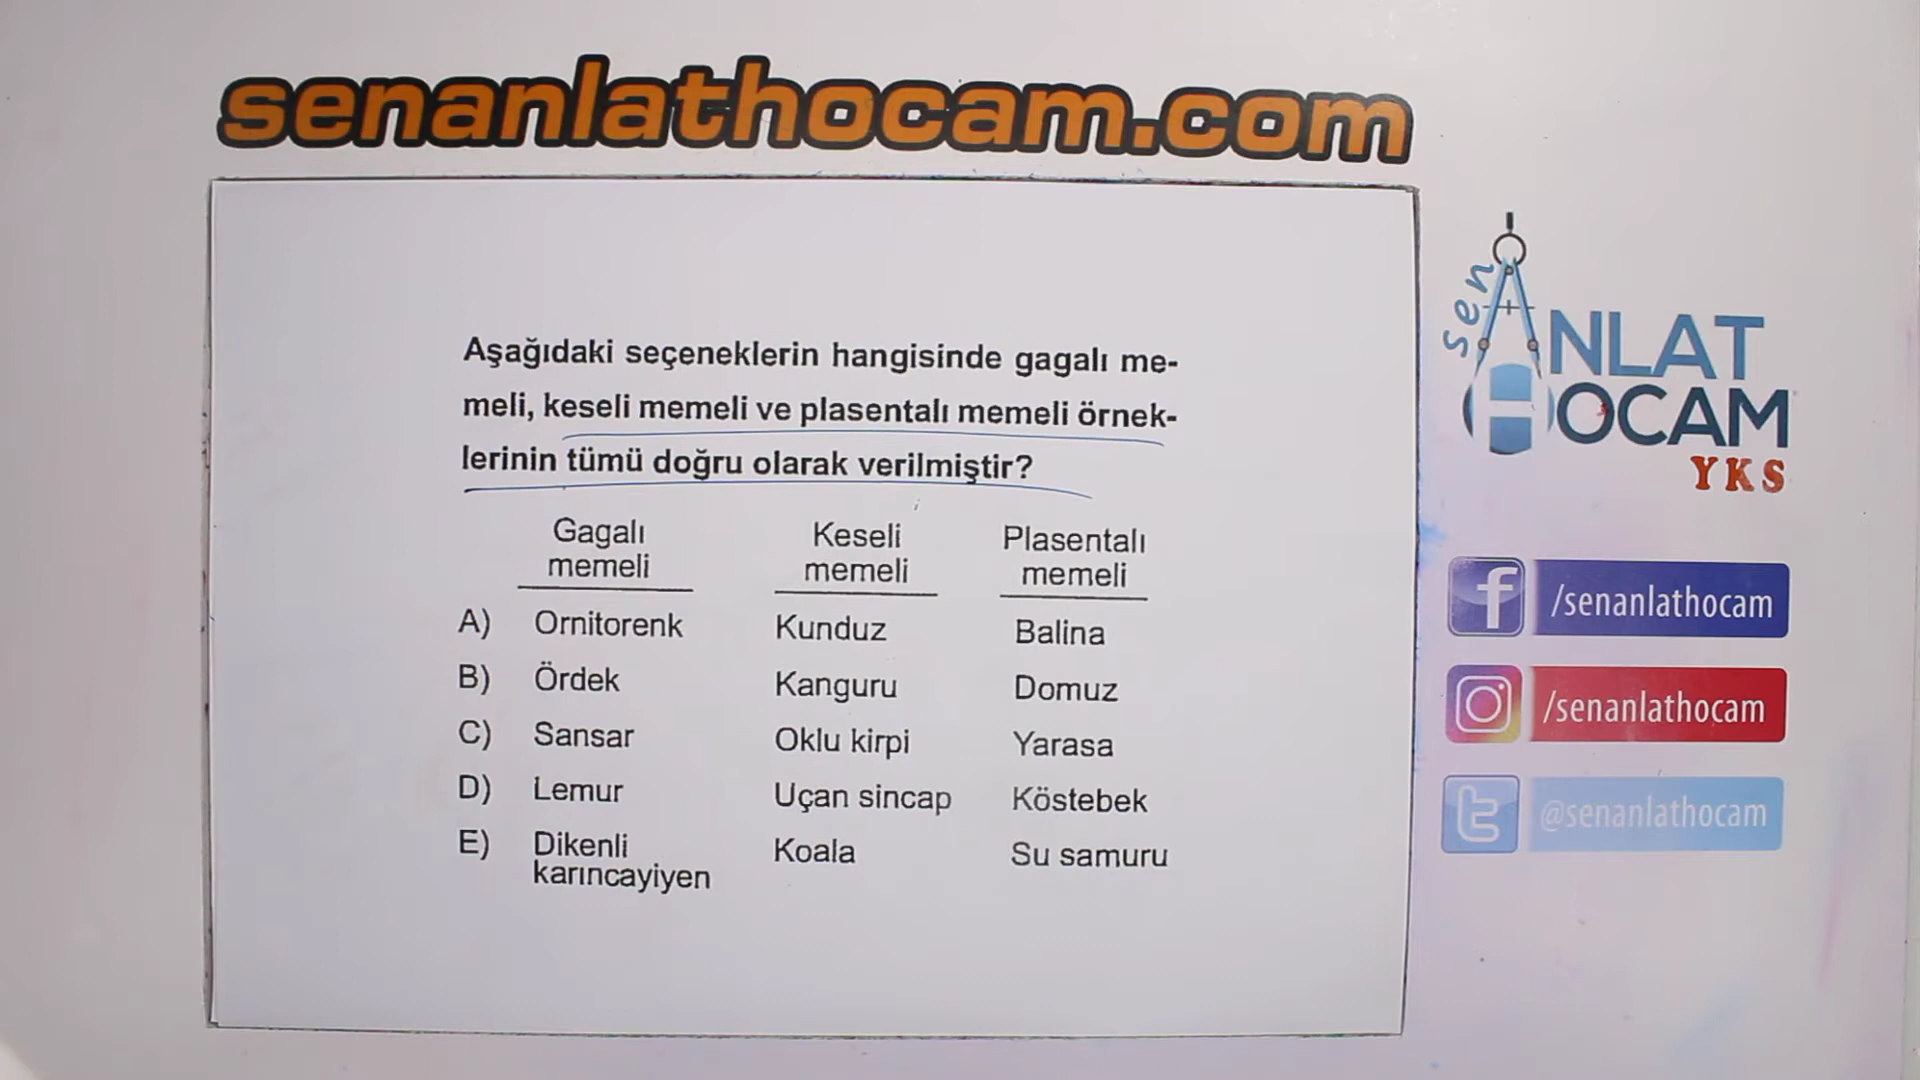 senanlathocam.com
Aşağıdaki seçeneklerin hangisinde gagalı me-
meli, keseli memeli ve plasentalı memeli örnek-
lerinin tümü doğru olarak verilmiştir?
Gagalı memeli Keseli memeli Plasentalı memeli
A) Ornitorenk Kunduz Balina
B) Ördek Kanguru Domuz
C) Sansar Oklu kirpi Yarasa
D) Lemur Uçan sincap Köstebek
E) Dikenli karıncayiyen Koala Su samuru
sen
ANLAT
HOCAM
YKS
f /senanlathocam
/senanlathocam
t @senanlathocam